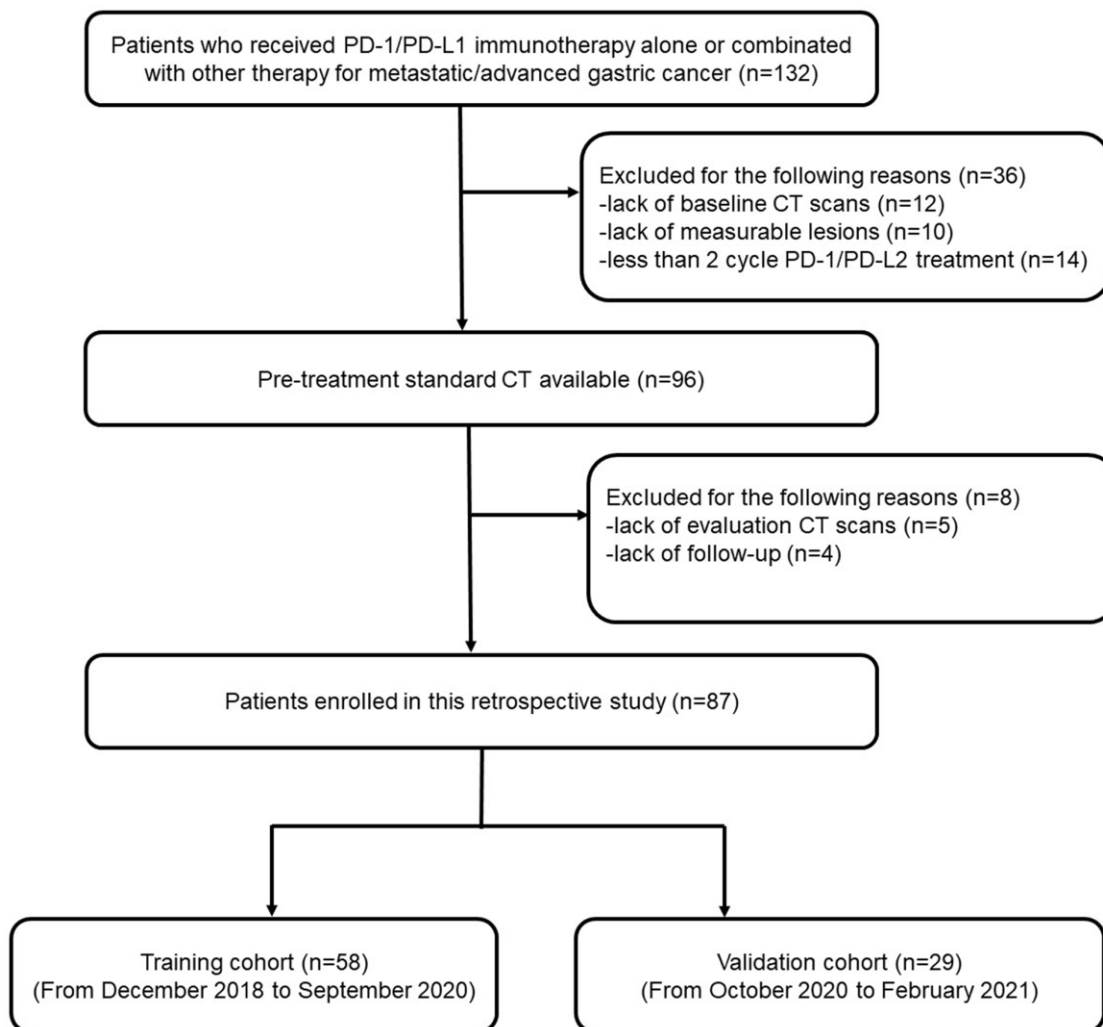 Patients who received PD-1/PD-L1 immunotherapy alone or combinated
with other therapy for metastatic/advanced gastric cancer (n=132)
Excluded for the following reasons (n=36)
-lack of baseline CT scans (n=12)
-lack of measurable lesions (n=10)
-less than 2 cycle PD-1/PD-L2 treatment (n=14)
Pre-treatment standard CT available (n=96)
Excluded for the following reasons (n=8)
-lack of evaluation CT scans (n=5)
-lack of follow-up (n=4)
Patients enrolled in this retrospective study (n=87)
Training cohort (n=58)
(From December 2018 to September 2020)
Validation cohort (n=29)
(From October 2020 to February 2021)